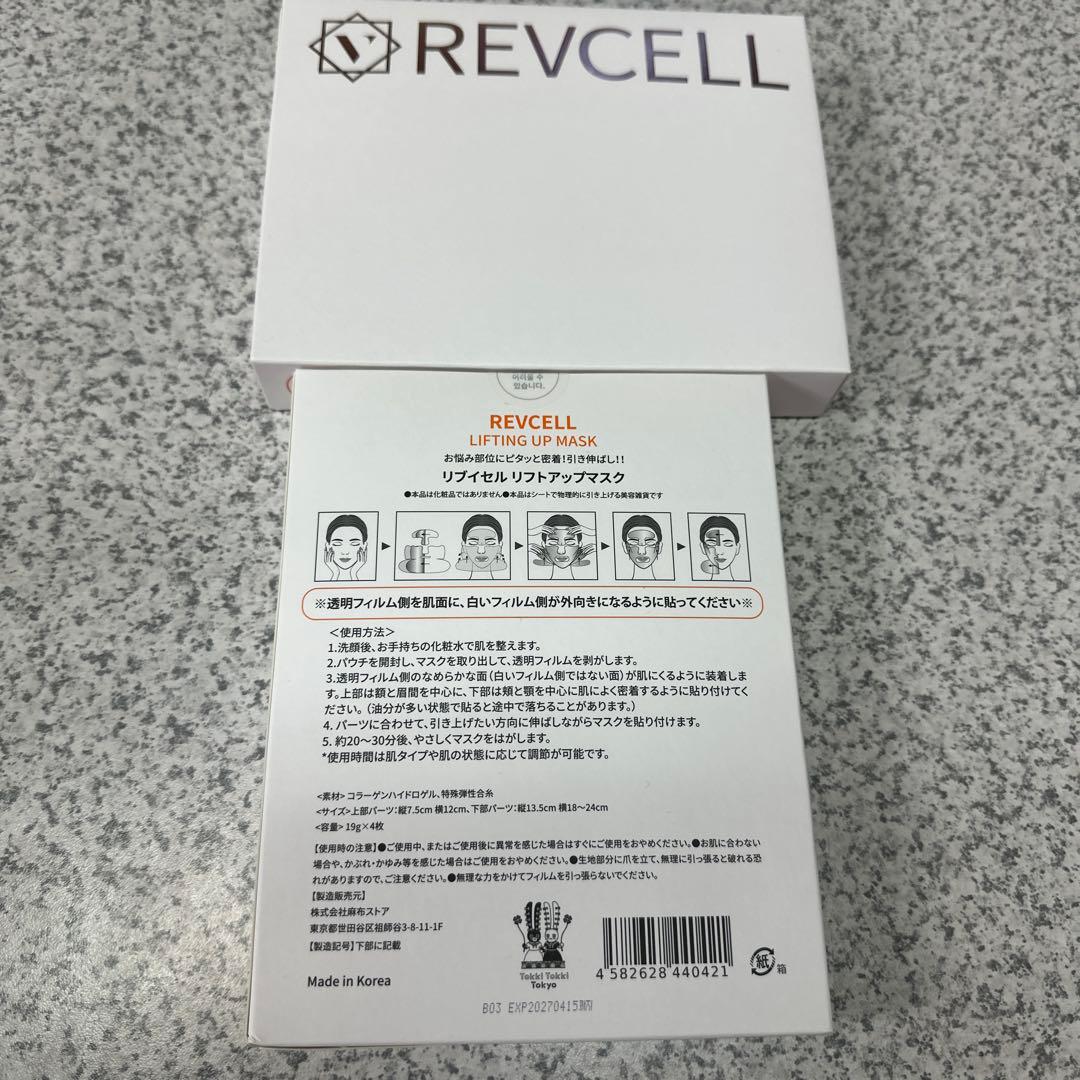 REVCELL
어려울 수
있습니다.
REVCELL
LIFTING UP MASK
お悩み部位にピタッと密着!引き伸ばし!!
リブイセル リフトアップマスク
●本品は化粧品ではありません●本品はシートで物理的に引き上げる美容雑貨です
※透明フィルム側を肌面に、白いフィルム側が外向きになるように貼ってください※
＜使用方法＞
1.洗顔後、お手持ちの化粧水で肌を整えます。
2.パウチを開封し、マスクを取り出して、透明フィルムを剥がします。
3.透明フィルム側のなめらかな面（白いフィルム側ではない面）が肌にくるように装着しま
す。上部は額と眉間を中心に、下部は頬と顎を中心に肌によく密着するように貼り付けてく
ださい。（油分が多い状態で貼ると途中で落ちることがあります。）
4. パーツに合わせて、引き上げたい方向に伸ばしながらマスクを貼り付けます。
5. 約20〜30分後、やさしくマスクをはがします。
*使用時間は肌タイプや肌の状態に応じて調節が可能です。
<素材> コラーゲンハイドロゲル、特殊弾性合糸
<サイズ> 上部パーツ：縦7.5cm 横12cm、下部パーツ：縦13.5cm 横18〜24cm
<容量> 19g×4枚
【使用時の注意】●ご使用中、またはご使用後に異常を感じた場合はすぐにご使用をおやめください。●お肌に合わない
場合や、かぶれ・かゆみ等を感じた場合はご使用をおやめください。●生地部分に爪を立て、無理に引っ張ると破れる恐
れがありますので、ご注意ください。●無理な力をかけてフィルムを引っ張らないでください。
【製造販売元】
株式会社麻布ストア
東京都世田谷区祖師谷3-8-11-1F
【製造記号】下部に記載
Made in Korea
Tokki Tokki
Tokyo
4 582628 440421
紙 箱
B03 EXP20270415